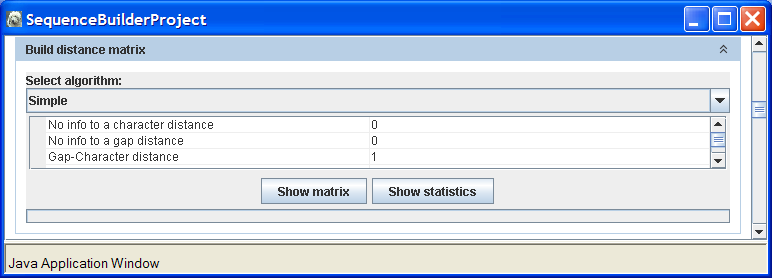 SequenceBuilderProject
Build distance matrix
Select algorithm:
Simple
No info to a character distance 0
No info to a gap distance 0
Gap-Character distance 1
Show matrix Show statistics
Java Application Window